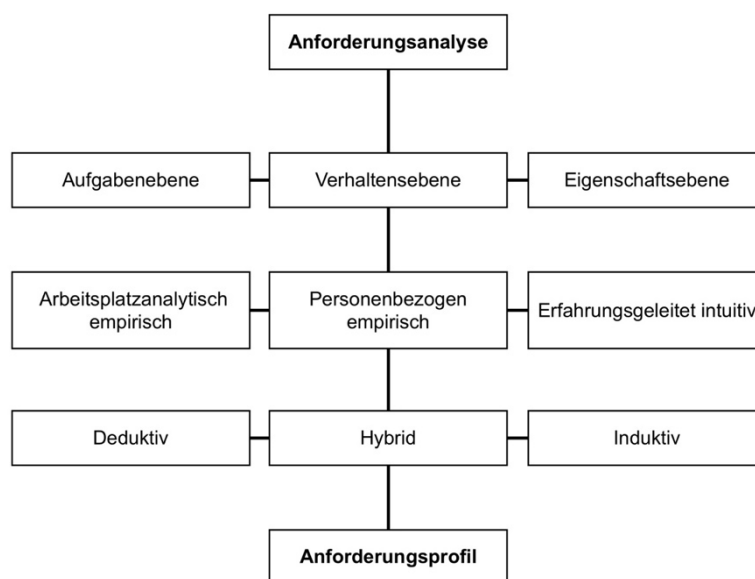 Anforderungsanalyse
Aufgabenebene
Verhaltensebene
Eigenschaftsebene
Arbeitsplatzanalytisch
empirisch
Personenbezogen
empirisch
Erfahrungsgeleitet intuitiv
Deduktiv
Hybrid
Induktiv
Anforderungsprofil